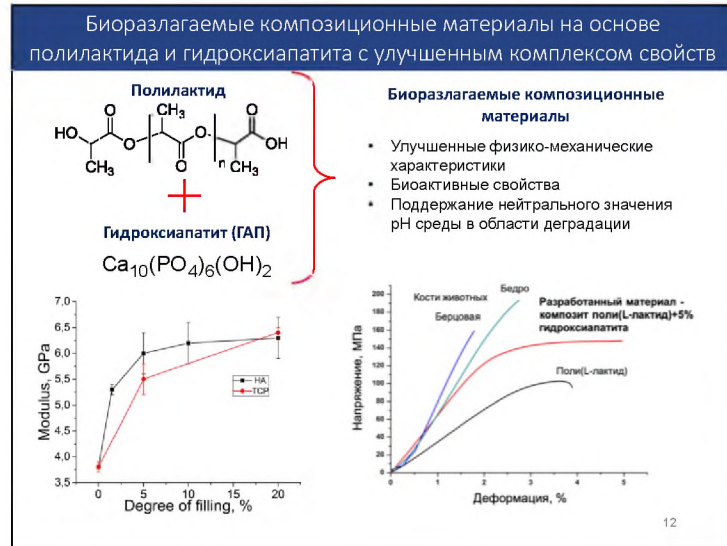 Биоразлагаемые композиционные материалы на основе
полилактида и гидроксиапатита с улучшенным комплексом свойств
Полилактид
HO
O
CH₃
O
CH₃
O
O
n
O
OH
CH₃
Гидроксиапатит (ГАП)
Ca₁₀(PO₄)₆(OH)₂
Биоразлагаемые композиционные
материалы
▪ Улучшенные физико-механические
характеристики
▪ Биоактивные свойства
▪ Поддержание нейтрального значения
pH среды в области деградации
7,0
6,5
6,0
5,5
5,0
4,5
4,0
3,5
Modulus, GPa
HA
TCP
0 5 10 15 20
Degree of filling, %
200
180
160
140
120
100
80
60
40
20
0
Напряжение, МПа
Кости животных
Бедро
Берцовая
Разработанный материал -
композит поли(L-лактид)+5%
гидроксиапатита
Поли(L-лактид)
0 1 2 3 4 5
Деформация, %
12